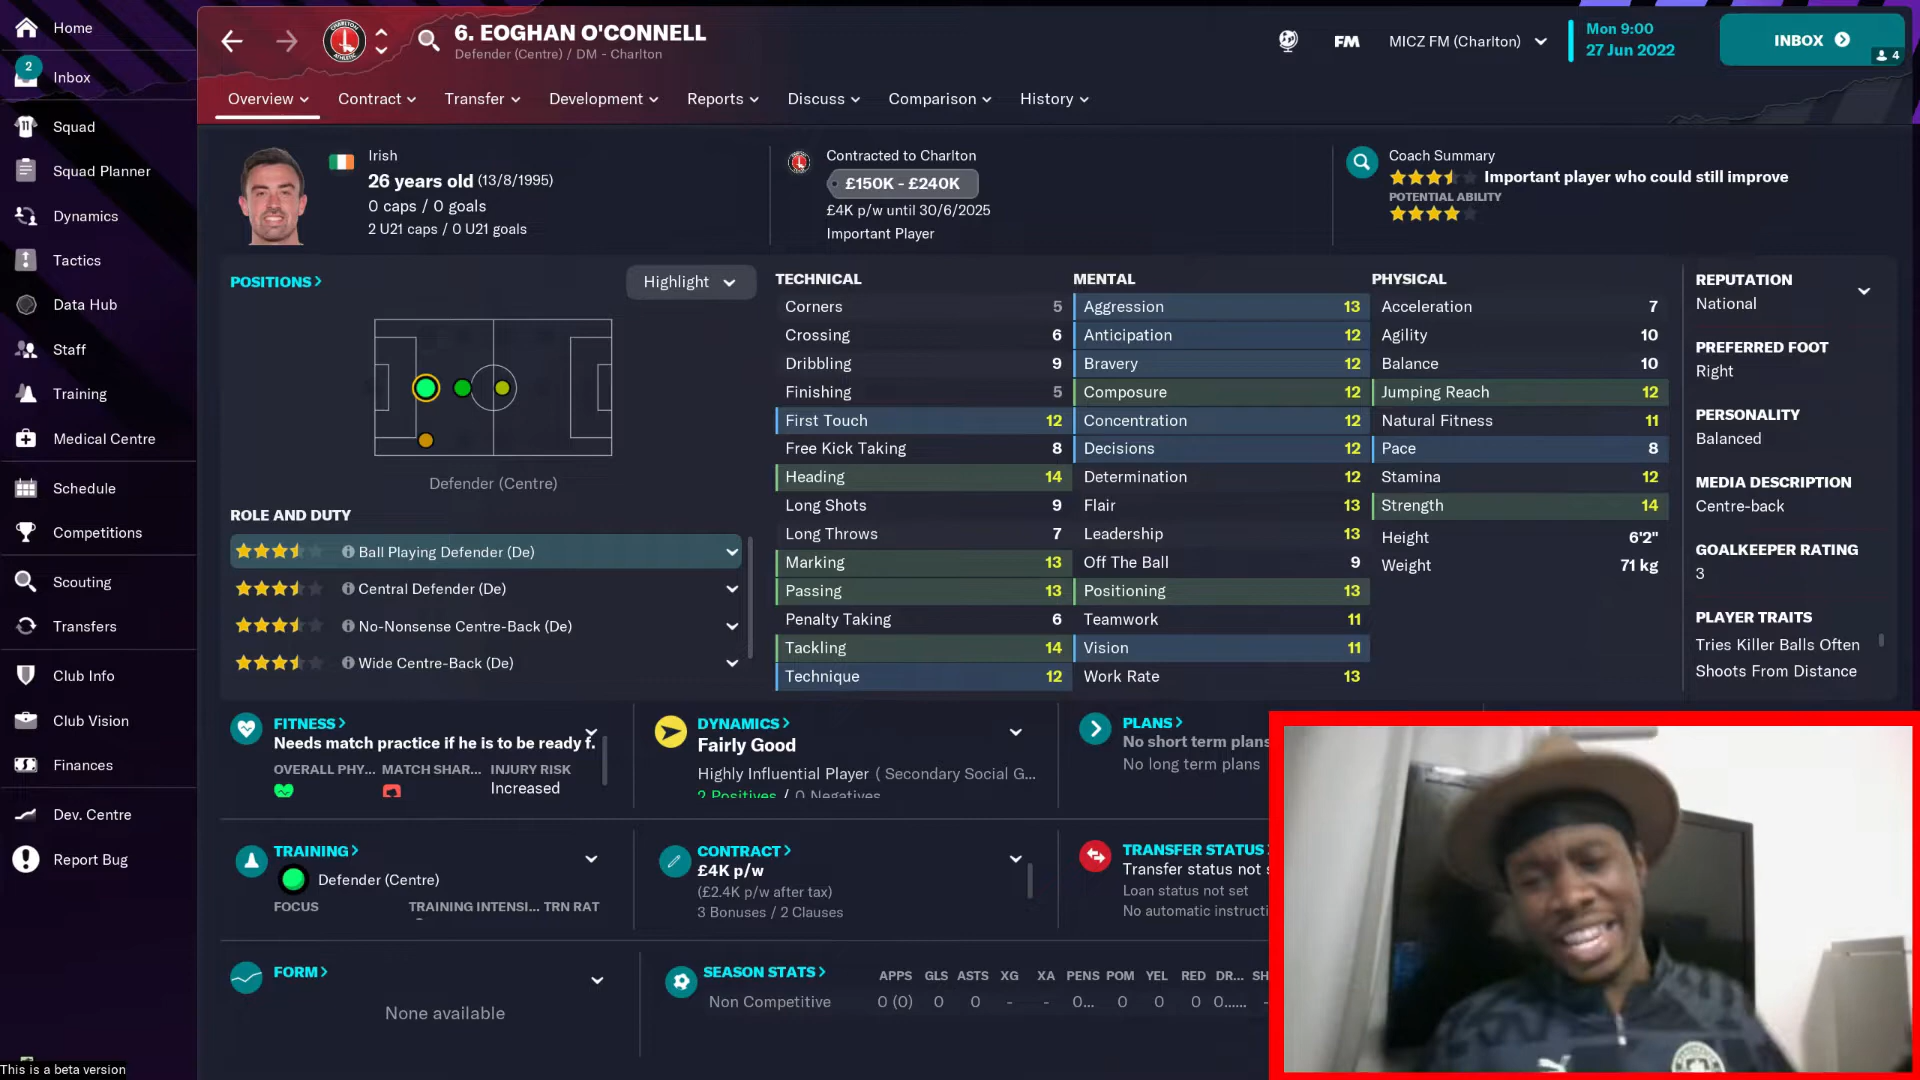 Home
2
Inbox
Squad
Squad Planner
Dynamics
Tactics
Data Hub
Staff
Training
Medical Centre
Schedule
Competitions
Scouting
Transfers
Club Info
Club Vision
Finances
Dev. Centre
Report Bug
This is a beta version
6. EOGHAN O'CONNELL
Defender (Centre) / DM - Charlton
FM
MICZ FM (Charlton)
Mon 9:00
27 Jun 2022
INBOX
4
Overview
Contract
Transfer
Development
Reports
Discuss
Comparison
History
Irish
26 years old (13/8/1995)
0 caps / 0 goals
2 U21 caps / 0 U21 goals
Contracted to Charlton
£150K - £240K
£4K p/w until 30/6/2025
Important Player
Coach Summary
Important player who could still improve
POTENTIAL ABILITY
POSITIONS
Highlight
Defender (Centre)
ROLE AND DUTY
Ball Playing Defender (De)
Central Defender (De)
No-Nonsense Centre-Back (De)
Wide Centre-Back (De)
TECHNICAL
Corners 5
Crossing 6
Dribbling 9
Finishing 5
First Touch 12
Free Kick Taking 8
Heading 14
Long Shots 9
Long Throws 7
Marking 13
Passing 13
Penalty Taking 6
Tackling 14
Technique 12
MENTAL
Aggression 13
Anticipation 12
Bravery 12
Composure 12
Concentration 12
Decisions 12
Determination 12
Flair 13
Leadership 13
Off The Ball 9
Positioning 13
Teamwork 11
Vision 11
Work Rate 13
PHYSICAL
Acceleration 7
Agility 10
Balance 10
Jumping Reach 12
Natural Fitness 11
Pace 8
Stamina 12
Strength 14
Height 6'2"
Weight 71 kg
REPUTATION
National
PREFERRED FOOT
Right
PERSONALITY
Balanced
MEDIA DESCRIPTION
Centre-back
GOALKEEPER RATING
3
PLAYER TRAITS
Tries Killer Balls Often
Shoots From Distance
FITNESS
Needs match practice if he is to be ready f.
OVERALL PHY... MATCH SHAR... INJURY RISK
Increased
DYNAMICS
Fairly Good
Highly Influential Player ( Secondary Social G...
2 Positives / 0 Negatives
PLANS
No short term plans
No long term plans
TRAINING
Defender (Centre)
FOCUS TRAINING INTENSI... TRN RAT
CONTRACT
£4K p/w
(£2.4K p/w after tax)
3 Bonuses / 2 Clauses
TRANSFER STATUS
Transfer status not s
Loan status not set
No automatic instructi
FORM
None available
SEASON STATS APPS GLS ASTS XG XA PENS POM YEL RED DR... SH
Non Competitive 0 (0) 0 0 - - 0... 0 0 0 0...... -